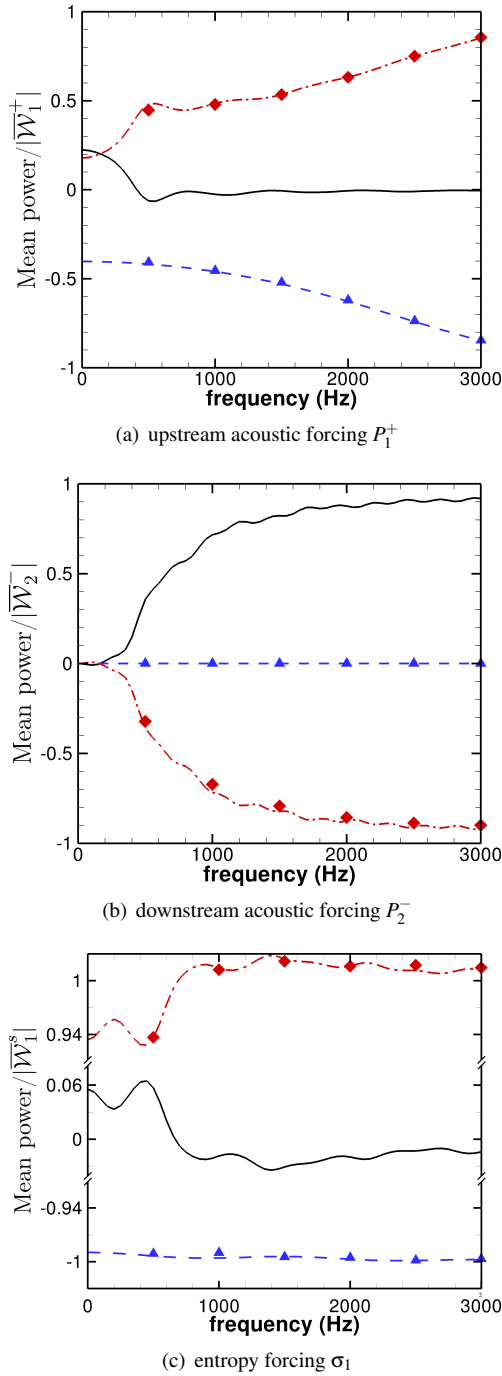 1
0.5
0
-0.5
-1
Mean power/|𝒲̅₁⁺|
0 1000 2000 3000
frequency (Hz)
(a) upstream acoustic forcing P₁⁺
1
0.5
0
-0.5
-1
Mean power/|𝒲̅₂⁻|
0 1000 2000 3000
frequency (Hz)
(b) downstream acoustic forcing P₂⁻
1
0.94
0.06
0
-0.94
-1
Mean power/|𝒲̅₁ˢ|
0 1000 2000 3000
frequency (Hz)
(c) entropy forcing σ₁